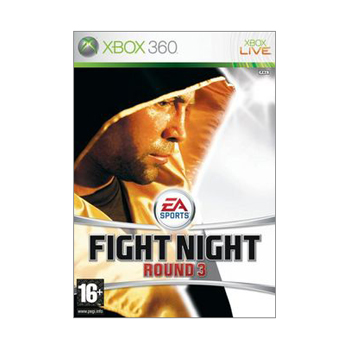 XBOX 360
XBOX
LIVE
EA
SPORTS
FIGHT NIGHT
ROUND 3
16+
www.pegi.info